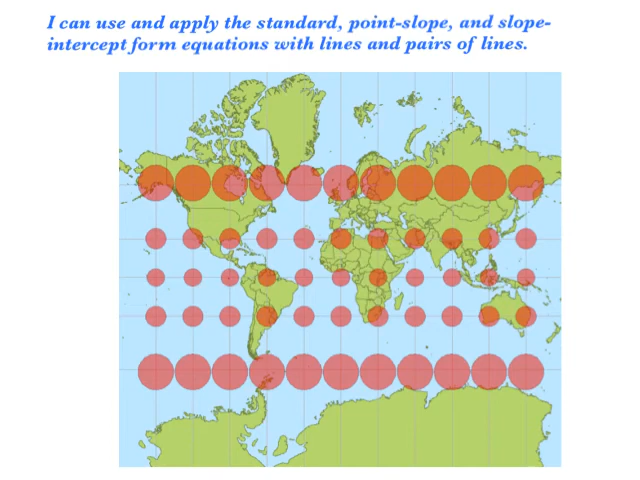 I can use and apply the standard, point-slope, and slope-
intercept form equations with lines and pairs of lines.